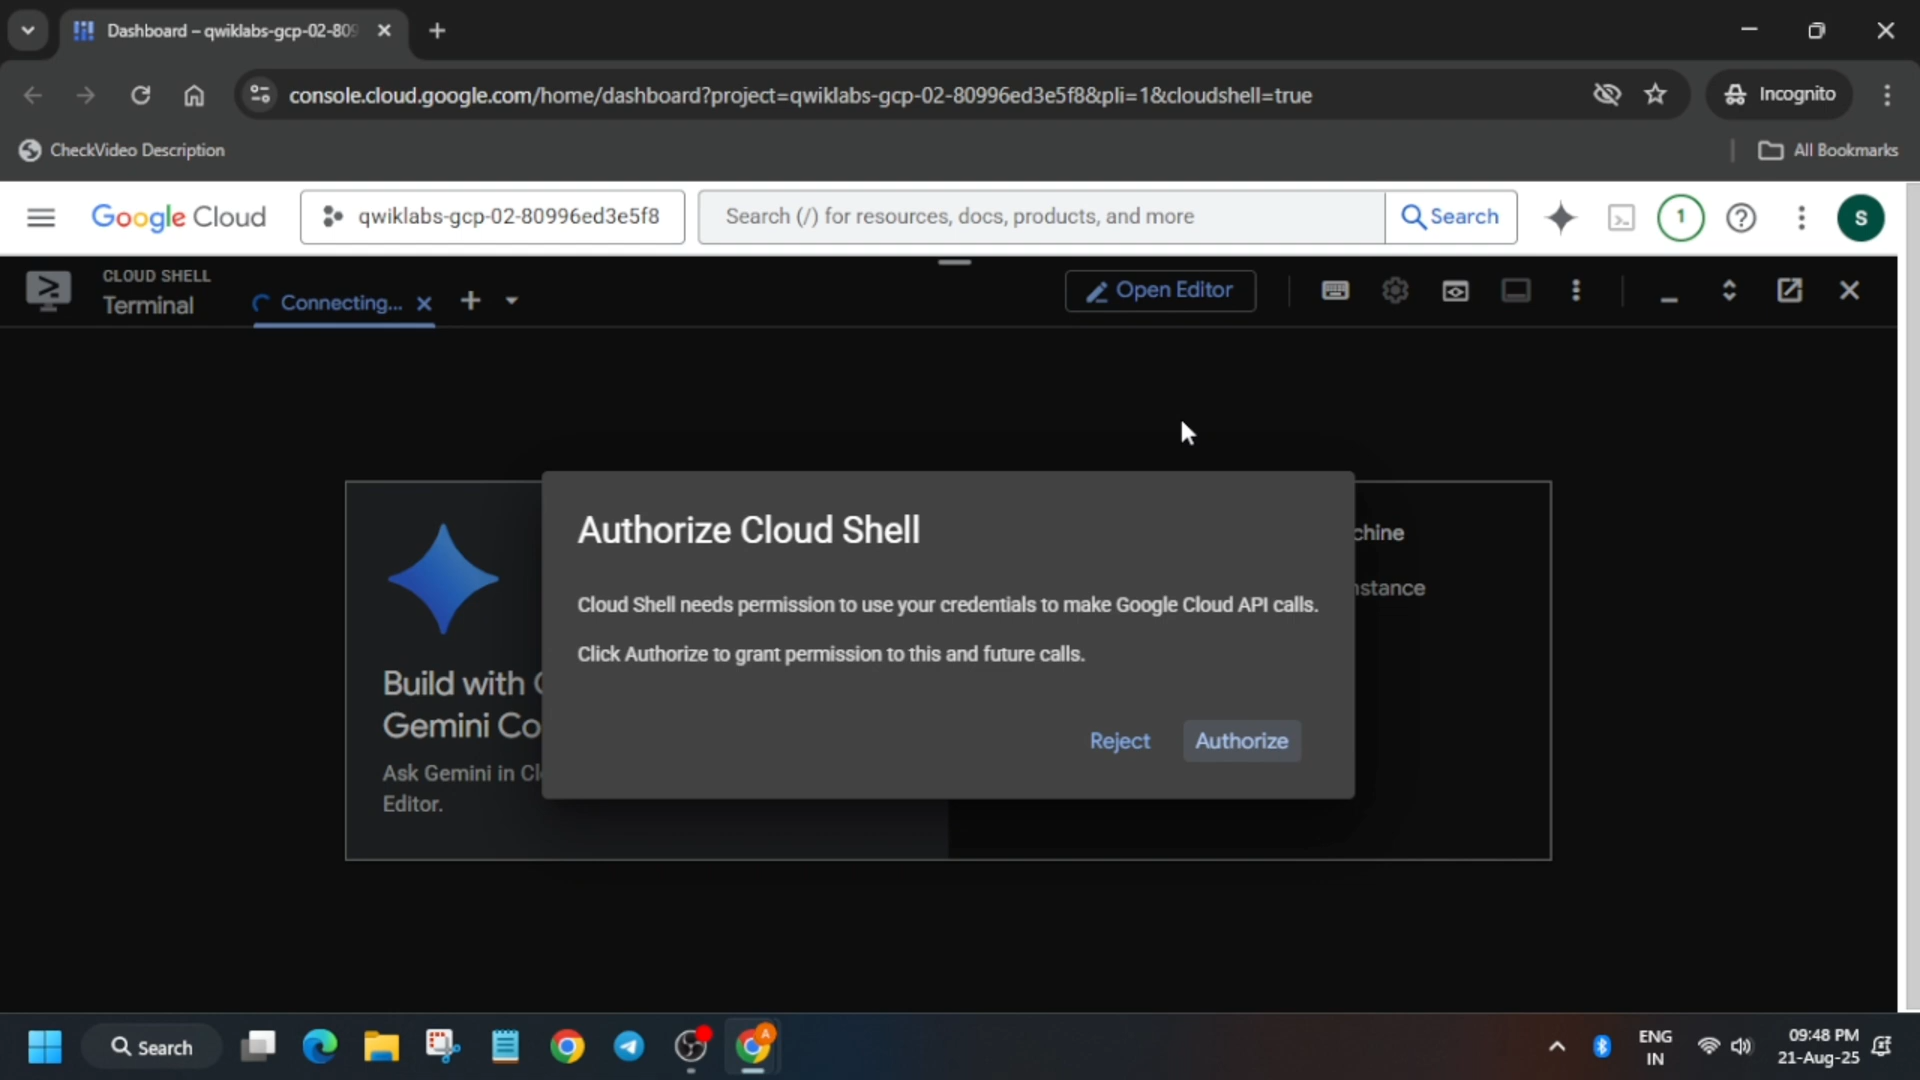 Dashboard – qwiklabs-gcp-02-809
console.cloud.google.com/home/dashboard?project=qwiklabs-gcp-02-80996ed3e5f8&pli=1&cloudshell=true
Incognito
CheckVideo Description
All Bookmarks
Google Cloud
qwiklabs-gcp-02-80996ed3e5f8
Search (/) for resources, docs, products, and more
Search
1
S
CLOUD SHELL
Terminal
Connecting...
Open Editor
Authorize Cloud Shell
chine
Cloud Shell needs permission to use your credentials to make Google Cloud API calls.
nstance
Click Authorize to grant permission to this and future calls.
Build with
Gemini Co
Reject
Authorize
Ask Gemini in Cl
Editor.
Search
A
ENG
IN
09:48 PM
21-Aug-25